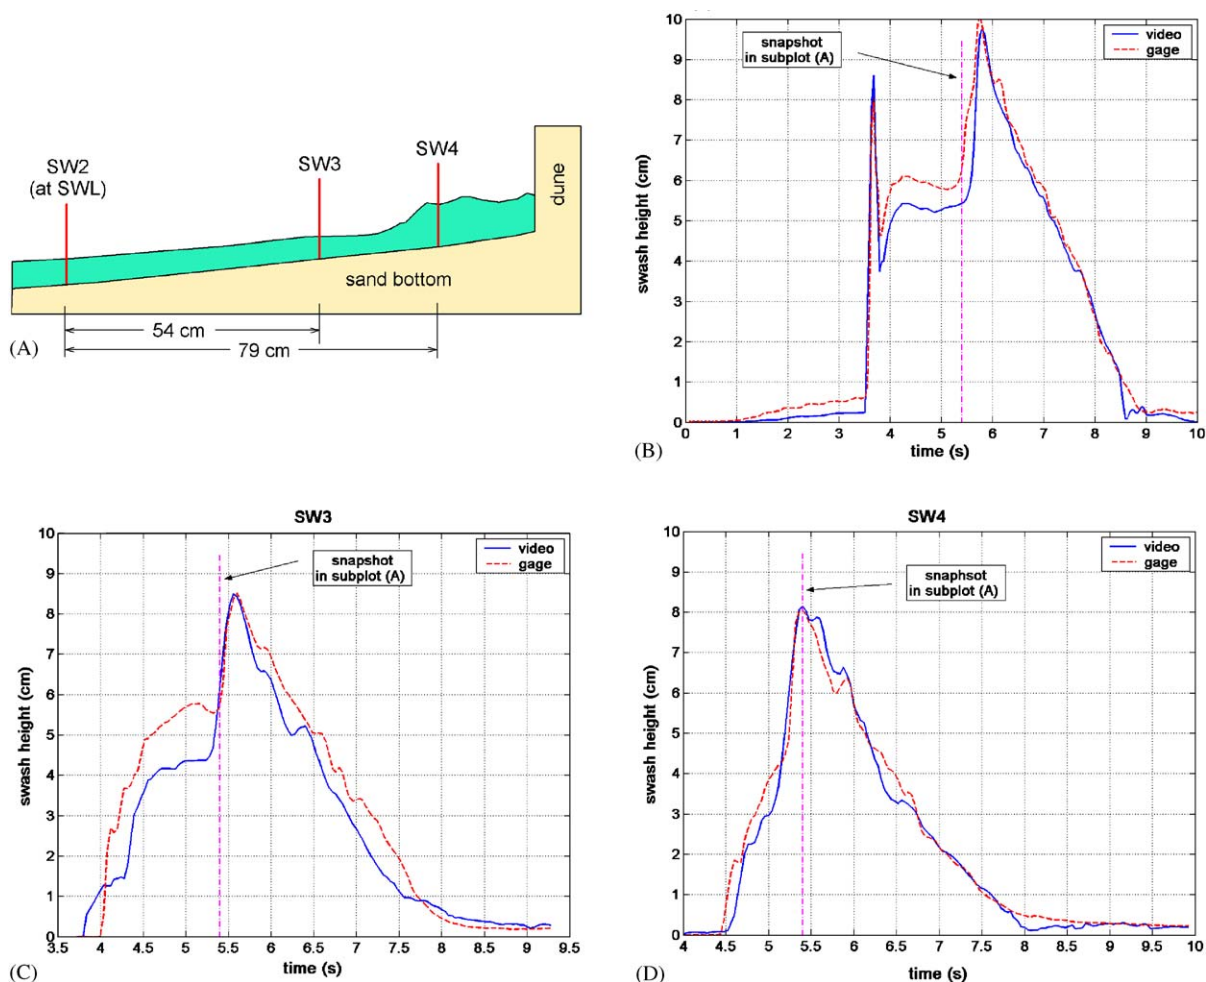 SW2
(at SWL)
SW3
SW4
dune
sand bottom
54 cm
79 cm
(A)
10
9
8
7
6
5
4
3
2
1
0
swash height (cm)
snapshot
in subplot (A)
video
gage
0 1 2 3 4 5 6 7 8 9 10
time (s)
(B)
SW3
10
9
8
7
6
5
4
3
2
1
0
swash height (cm)
snapshot
in subplot (A)
video
gage
3.5 4 4.5 5 5.5 6 6.5 7 7.5 8 8.5 9 9.5
time (s)
(C)
SW4
10
9
8
7
6
5
4
3
2
1
0
swash height (cm)
snaphsot
in subplot (A)
video
gage
4 4.5 5 5.5 6 6.5 7 7.5 8 8.5 9 9.5 10
time (s)
(D)